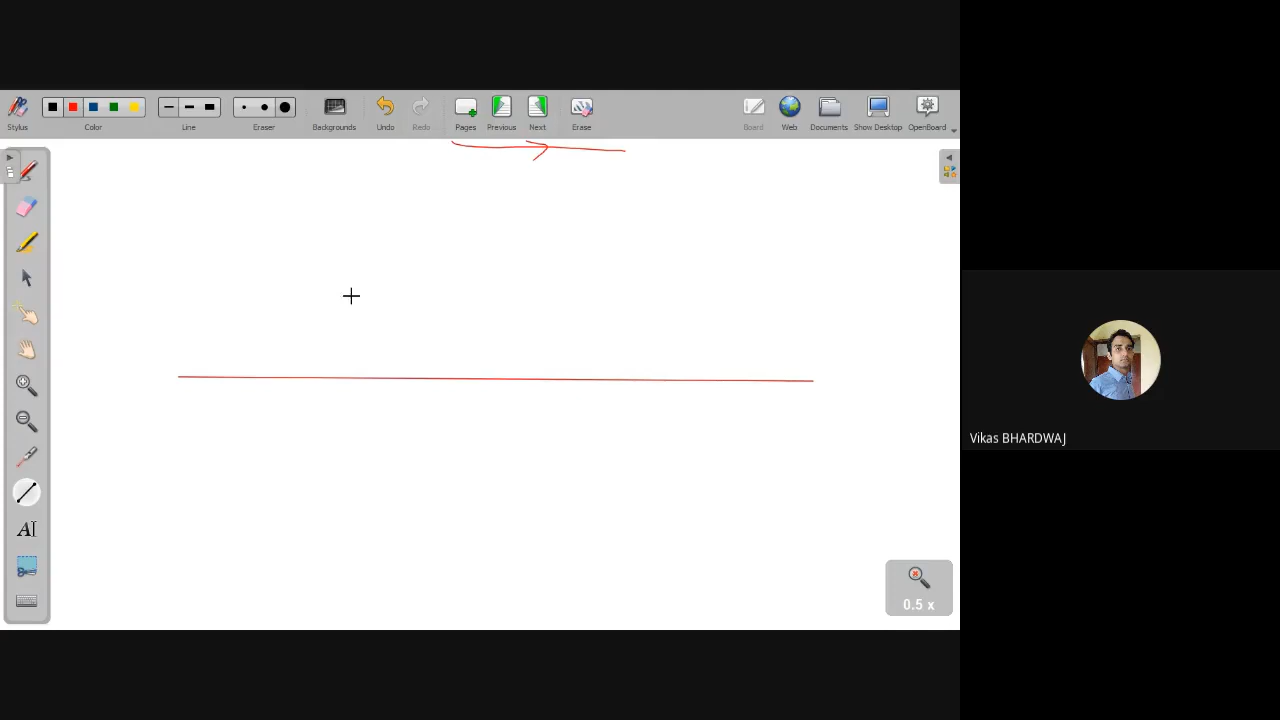 Stylus Color Line Eraser Backgrounds Undo Redo Pages Previous Next Erase Board Web Documents Show Desktop OpenBoard
AI
Vikas BHARDWAJ
0.5 x